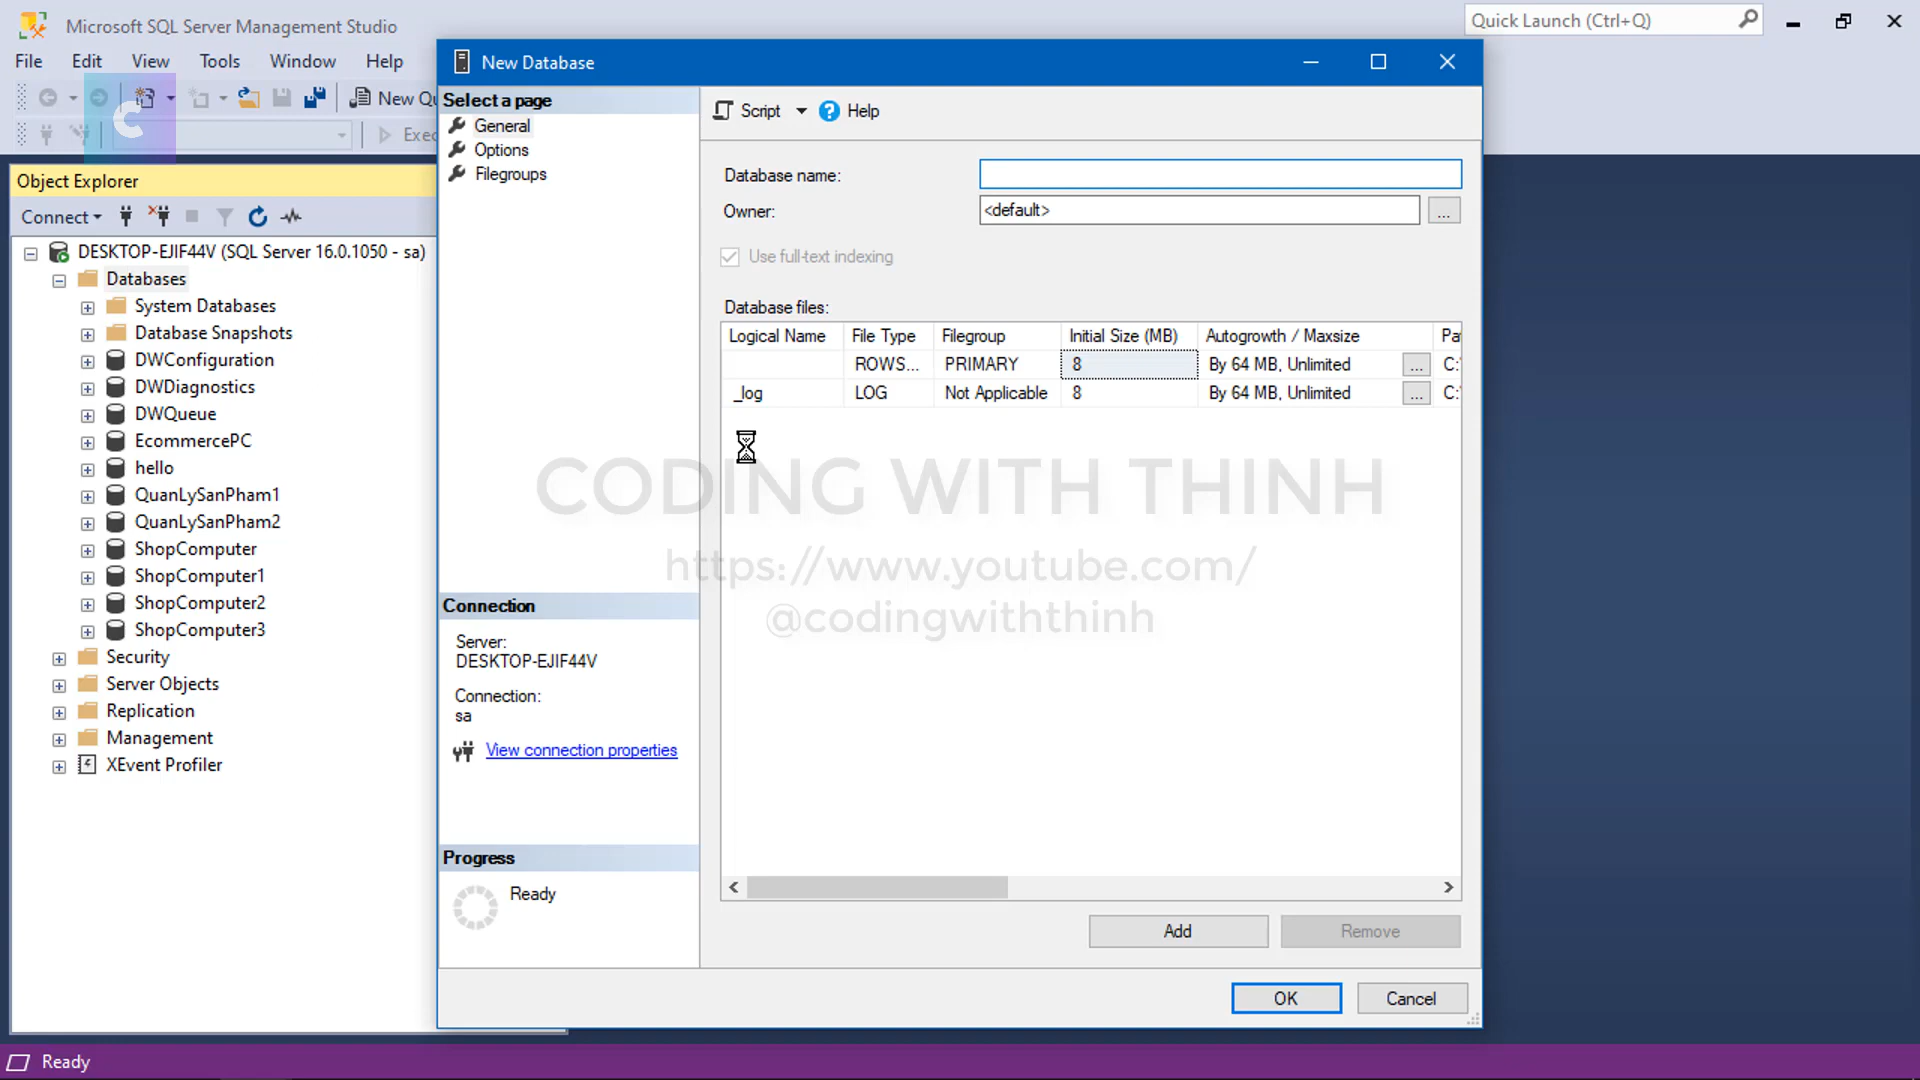 Microsoft SQL Server Management Studio
Quick Launch (Ctrl+Q)
File Edit View Tools Window Help
New Qu
Exec
C
Object Explorer
Connect
DESKTOP-EJIF44V (SQL Server 16.0.1050 - sa)
Databases
System Databases
Database Snapshots
DWConfiguration
DWDiagnostics
DWQueue
EcommercePC
hello
QuanLySanPham1
QuanLySanPham2
ShopComputer
ShopComputer1
ShopComputer2
ShopComputer3
Security
Server Objects
Replication
Management
XEvent Profiler
New Database
Select a page
General
Options
Filegroups
Connection
Server:
DESKTOP-EJIF44V
Connection:
sa
View connection properties
Progress
Ready
Script Help
Database name:
Owner: <default> ...
Use full-text indexing
Database files:
Logical Name File Type Filegroup Initial Size (MB) Autogrowth / Maxsize Pa
ROWS... PRIMARY 8 By 64 MB, Unlimited ... C:
_log LOG Not Applicable 8 By 64 MB, Unlimited ... C:
CODING WITH THINH
https://www.youtube.com/
@codingwiththinh
Add Remove
OK Cancel
Ready